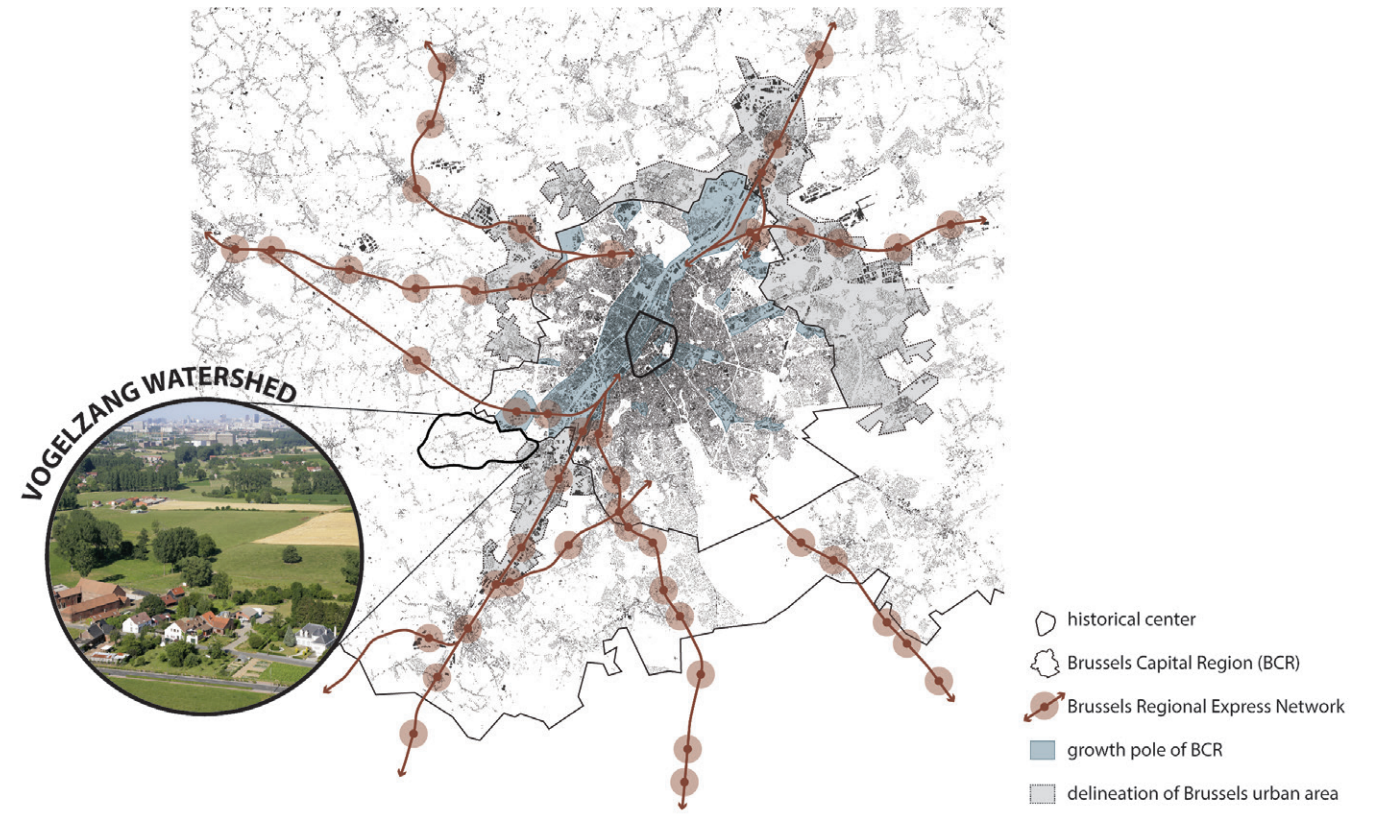 VOGELZANG WATERSHED
historical center
Brussels Capital Region (BCR)
Brussels Regional Express Network
growth pole of BCR
delineation of Brussels urban area